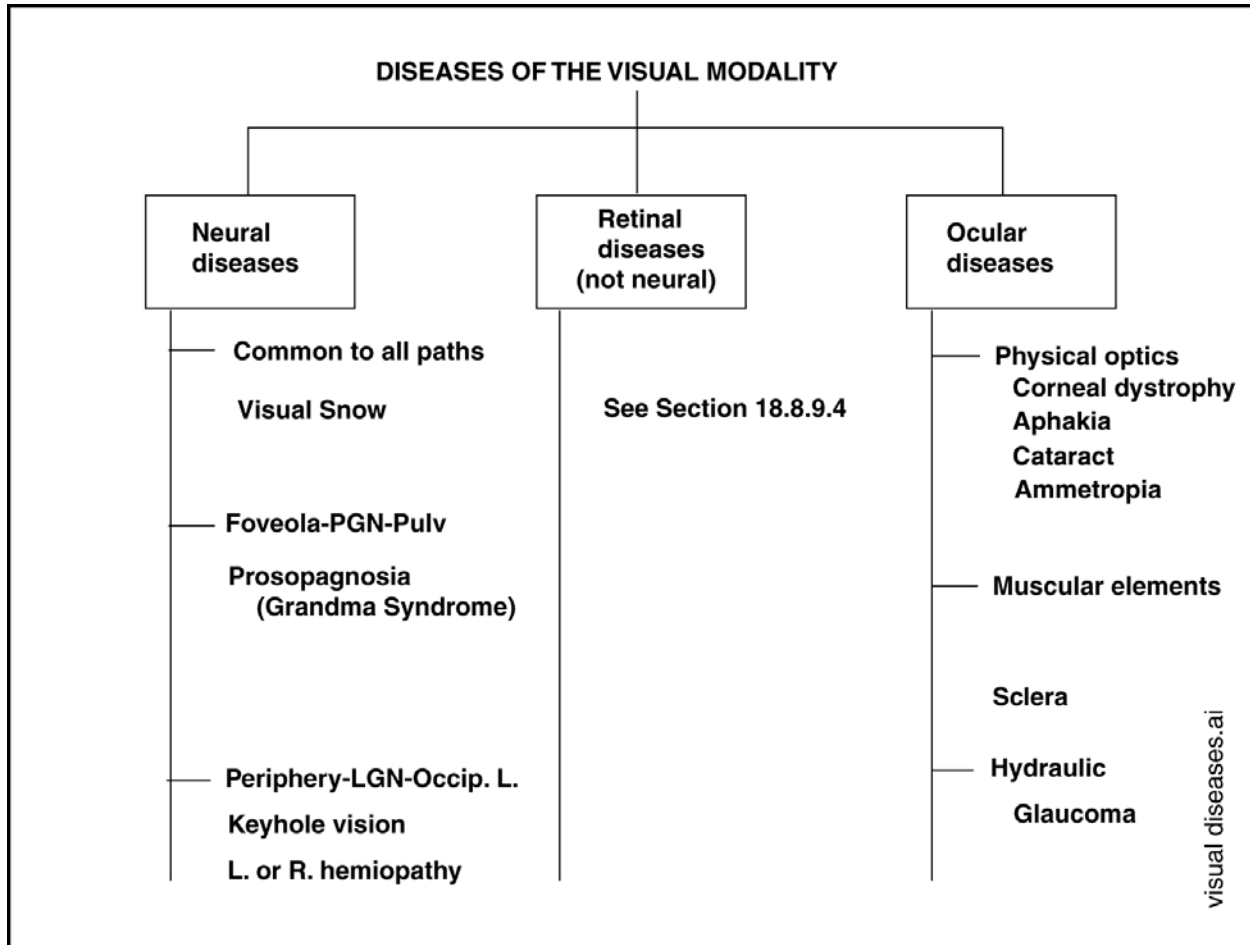 DISEASES OF THE VISUAL MODALITY
Neural
diseases
Common to all paths
Visual Snow
Foveola-PGN-Pulv
Prosopagnosia
(Grandma Syndrome)
Periphery-LGN-Occip. L.
Keyhole vision
L. or R. hemiopathy
Retinal
diseases
(not neural)
See Section 18.8.9.4
Ocular
diseases
Physical optics
Corneal dystrophy
Aphakia
Cataract
Ammetropia
Muscular elements
Sclera
Hydraulic
Glaucoma
visual diseases.ai